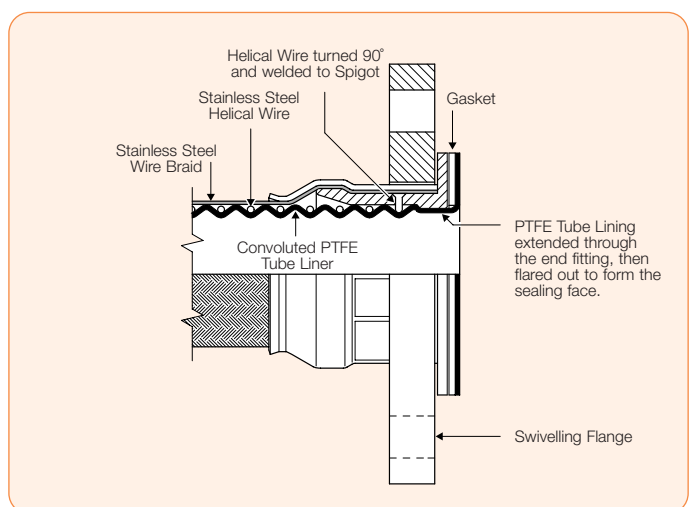 Helical Wire turned 90°
and welded to Spigot
Stainless Steel
Helical Wire
Gasket
Stainless Steel
Wire Braid
Convoluted PTFE
Tube Liner
PTFE Tube Lining
extended through
the end fitting, then
flared out to form the
sealing face.
Swivelling Flange